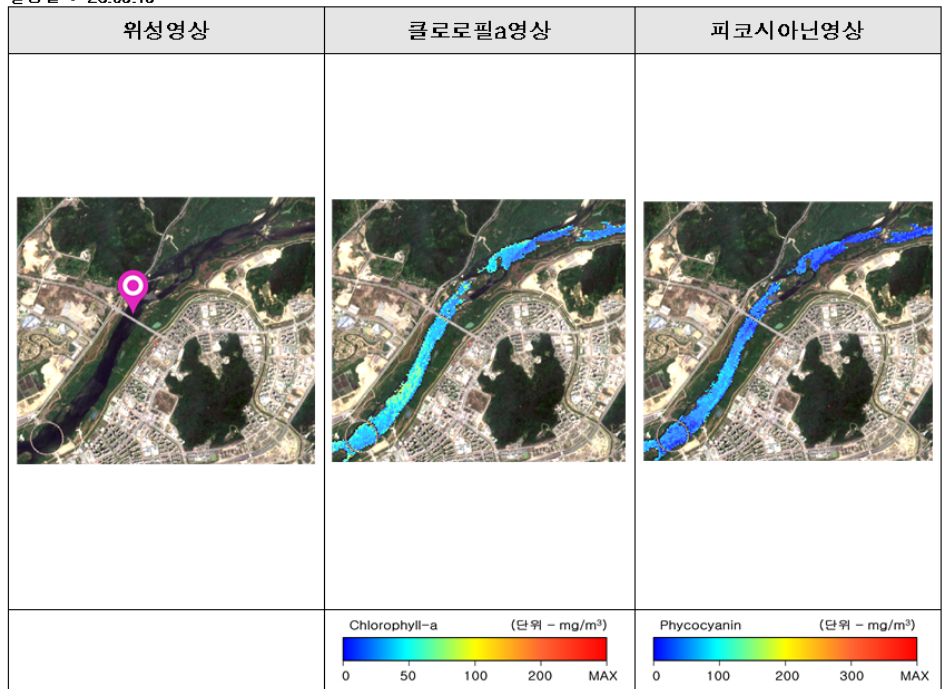 위성영상
클로로필a영상
피코시아닌영상
Chlorophyll-a (단위 - mg/m³)
0 50 100 200 MAX
Phycocyanin (단위 - mg/m³)
0 100 200 300 MAX